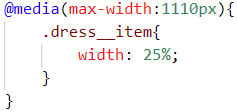 @media(max-width:1110px){
    .dress__item{
        width: 25%;
    }
}